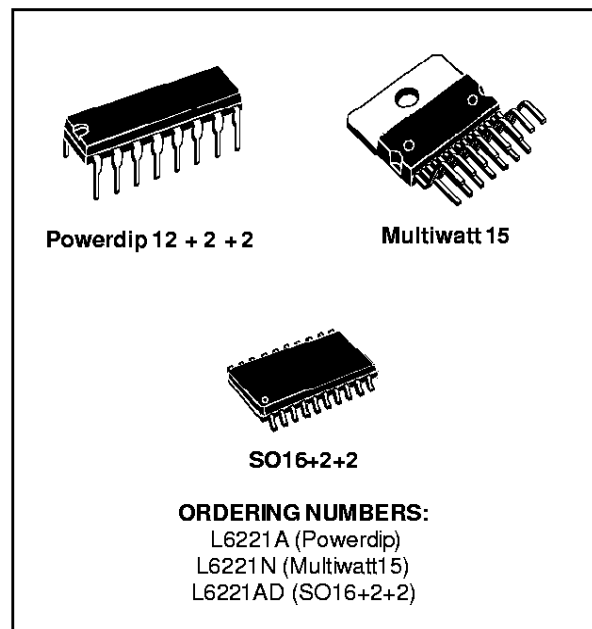 Powerdip 12 + 2 + 2
Multiwatt 15
SO16+2+2
ORDERING NUMBERS:
L6221A (Powerdip)
L6221N (Multiwatt15)
L6221AD (SO16+2+2)